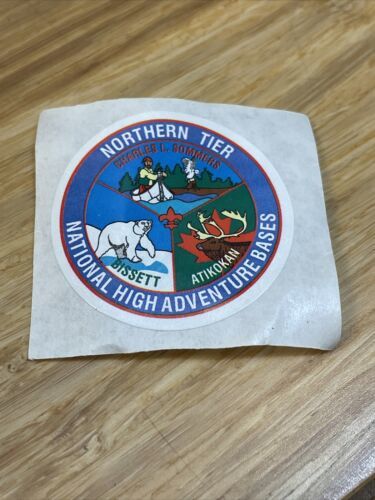 NORTHERN TIER
CHARLES L. SOMMERS
BISSETT
ATIKOKAN
NATIONAL HIGH ADVENTURE BASES